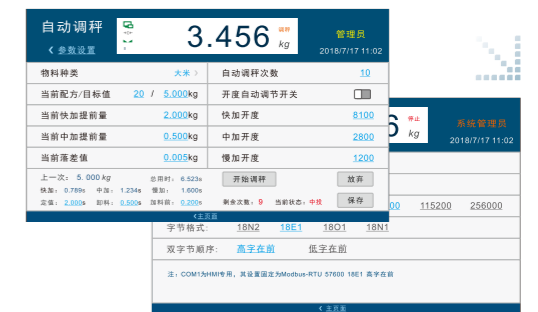 自动调秤
< 参数设置
3.456 kg
调秤
管理员
2018/7/17 11:02
物料种类 大米 > 自动调秤次数 10
当前配方/目标值 20 / 5.000kg 开度自动调节开关
当前快加提前量 2.000kg 快加开度 8100
当前中加提前量 0.500kg 中加开度 2800
当前落差值 0.005kg 慢加开度 1200
上一次: 5.000kg 总用时: 6.523s 开始调秤 放弃
快加: 0.789s 中加: 1.234s 慢加: 1.600s
定值: 2.000s 卸料: 0.500s 加料前: 0.200s 剩余次数: 9 当前状态: 中校 保存
<主页面
6 kg
停止
系统管理员
2018/7/17 11:02
00 115200 256000
字节格式: 18N2 18E1 18O1 18N1
双字节顺序: 高字在前 低字在前
注: COM1为HMI专用，其设置固定为Modbus-RTU 57600 18E1 高字在前
< 主页面